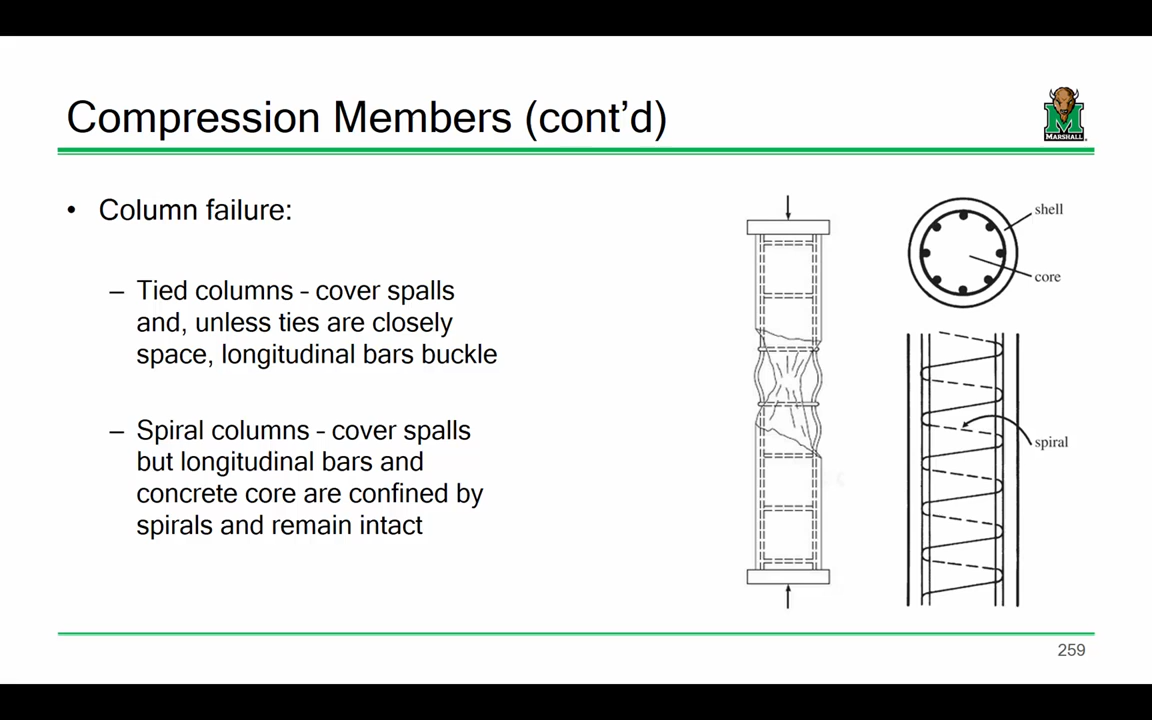 Compression Members (cont’d)
MARSHALL
• Column failure:
– Tied columns - cover spalls
and, unless ties are closely
space, longitudinal bars buckle
– Spiral columns - cover spalls
but longitudinal bars and
concrete core are confined by
spirals and remain intact
shell
core
spiral
259